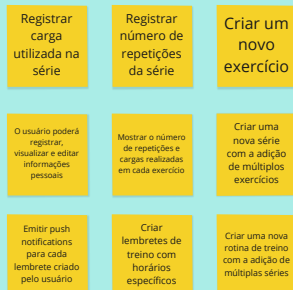 Registrar
carga
utilizada na
série
Registrar
número de
repetições
da série
Criar um
novo
exercício
O usuário poderá
registrar,
visualizar e editar
informações
pessoais
Mostrar o número
de repetições e
cargas realizadas
em cada exercício
Criar uma
nova série
com a adição
de múltiplos
exercícios
Emitir push
notifications
para cada
lembrete criado
pelo usuário
Criar
lembretes de
treino com
horários
específicos
Criar uma nova
rotina de treino
com a adição de
múltiplas séries